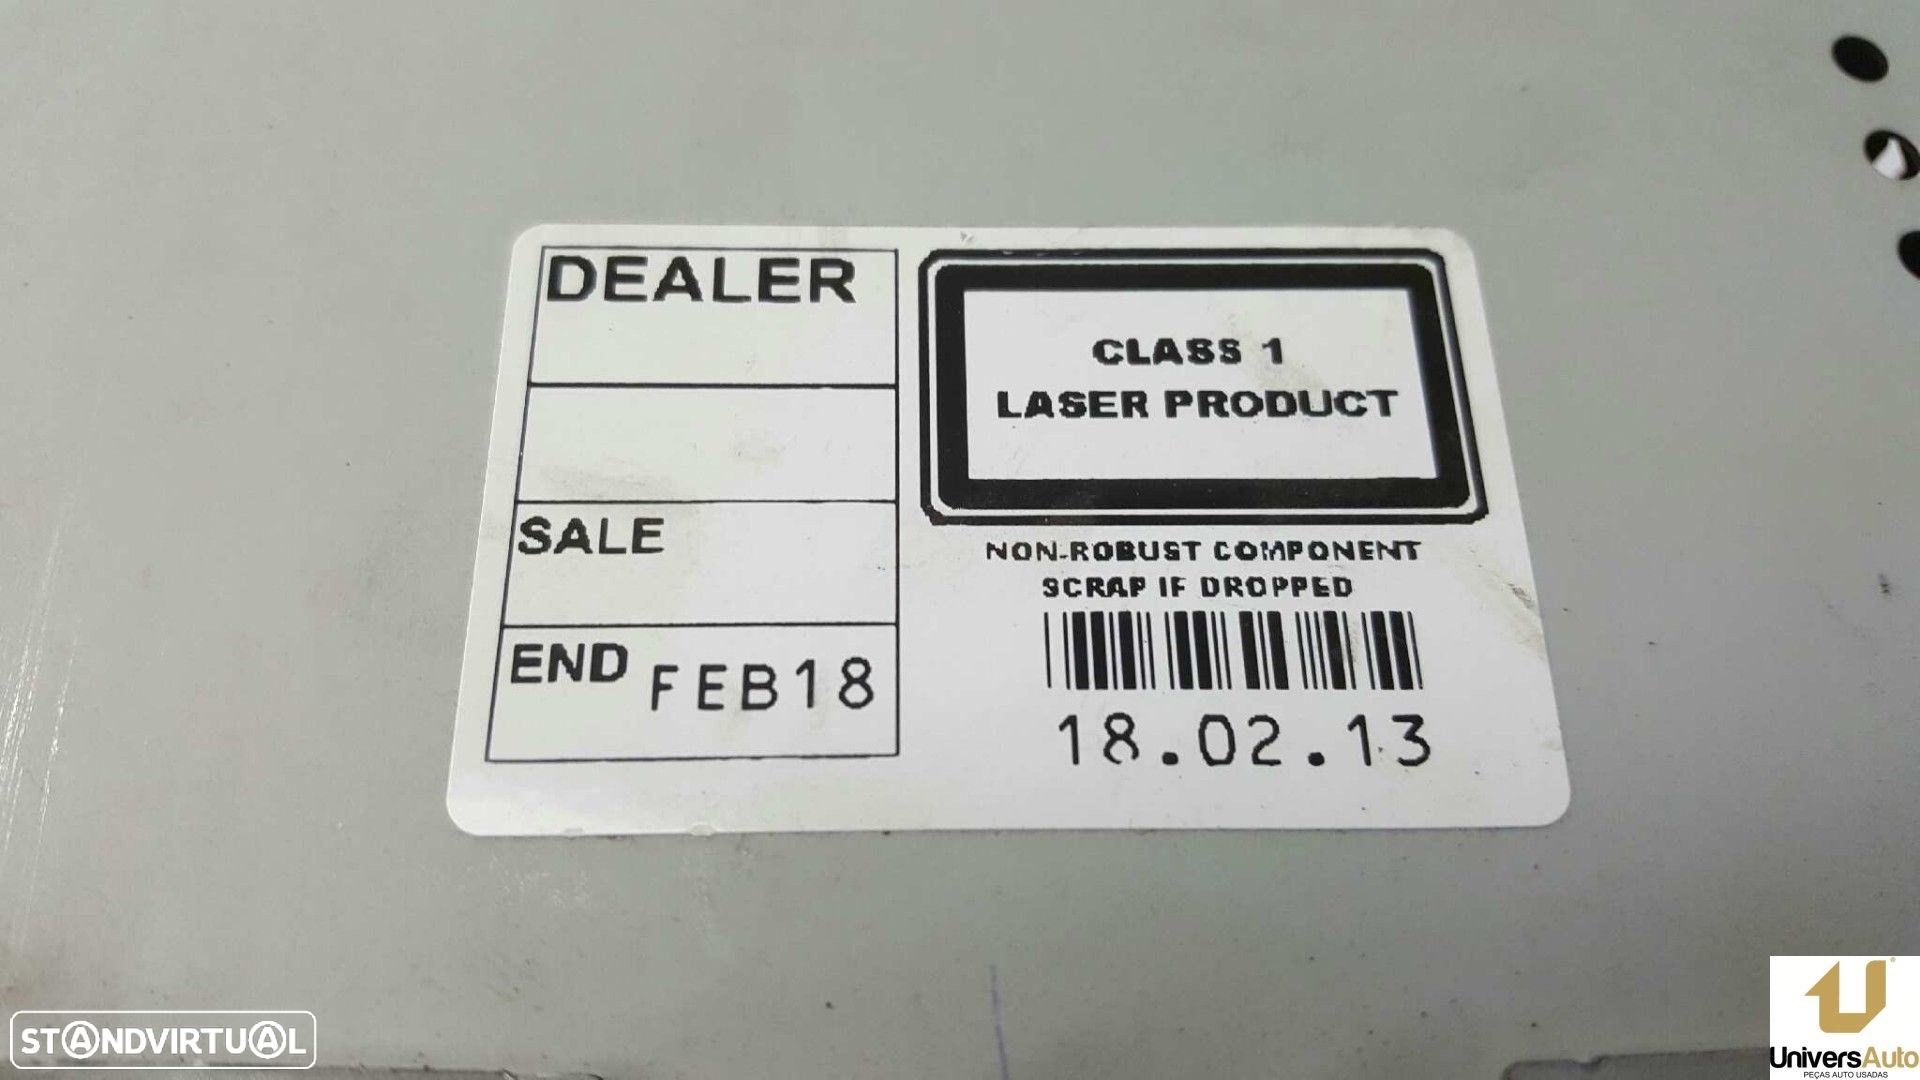 DEALER
SALE
END FEB18
CLASS 1
LASER PRODUCT
NON-ROBUST COMPONENT
SCRAP IF DROPPED
18.02.13
STANDVIRTUAL
UniversAuto
PEÇAS AUTO USADAS